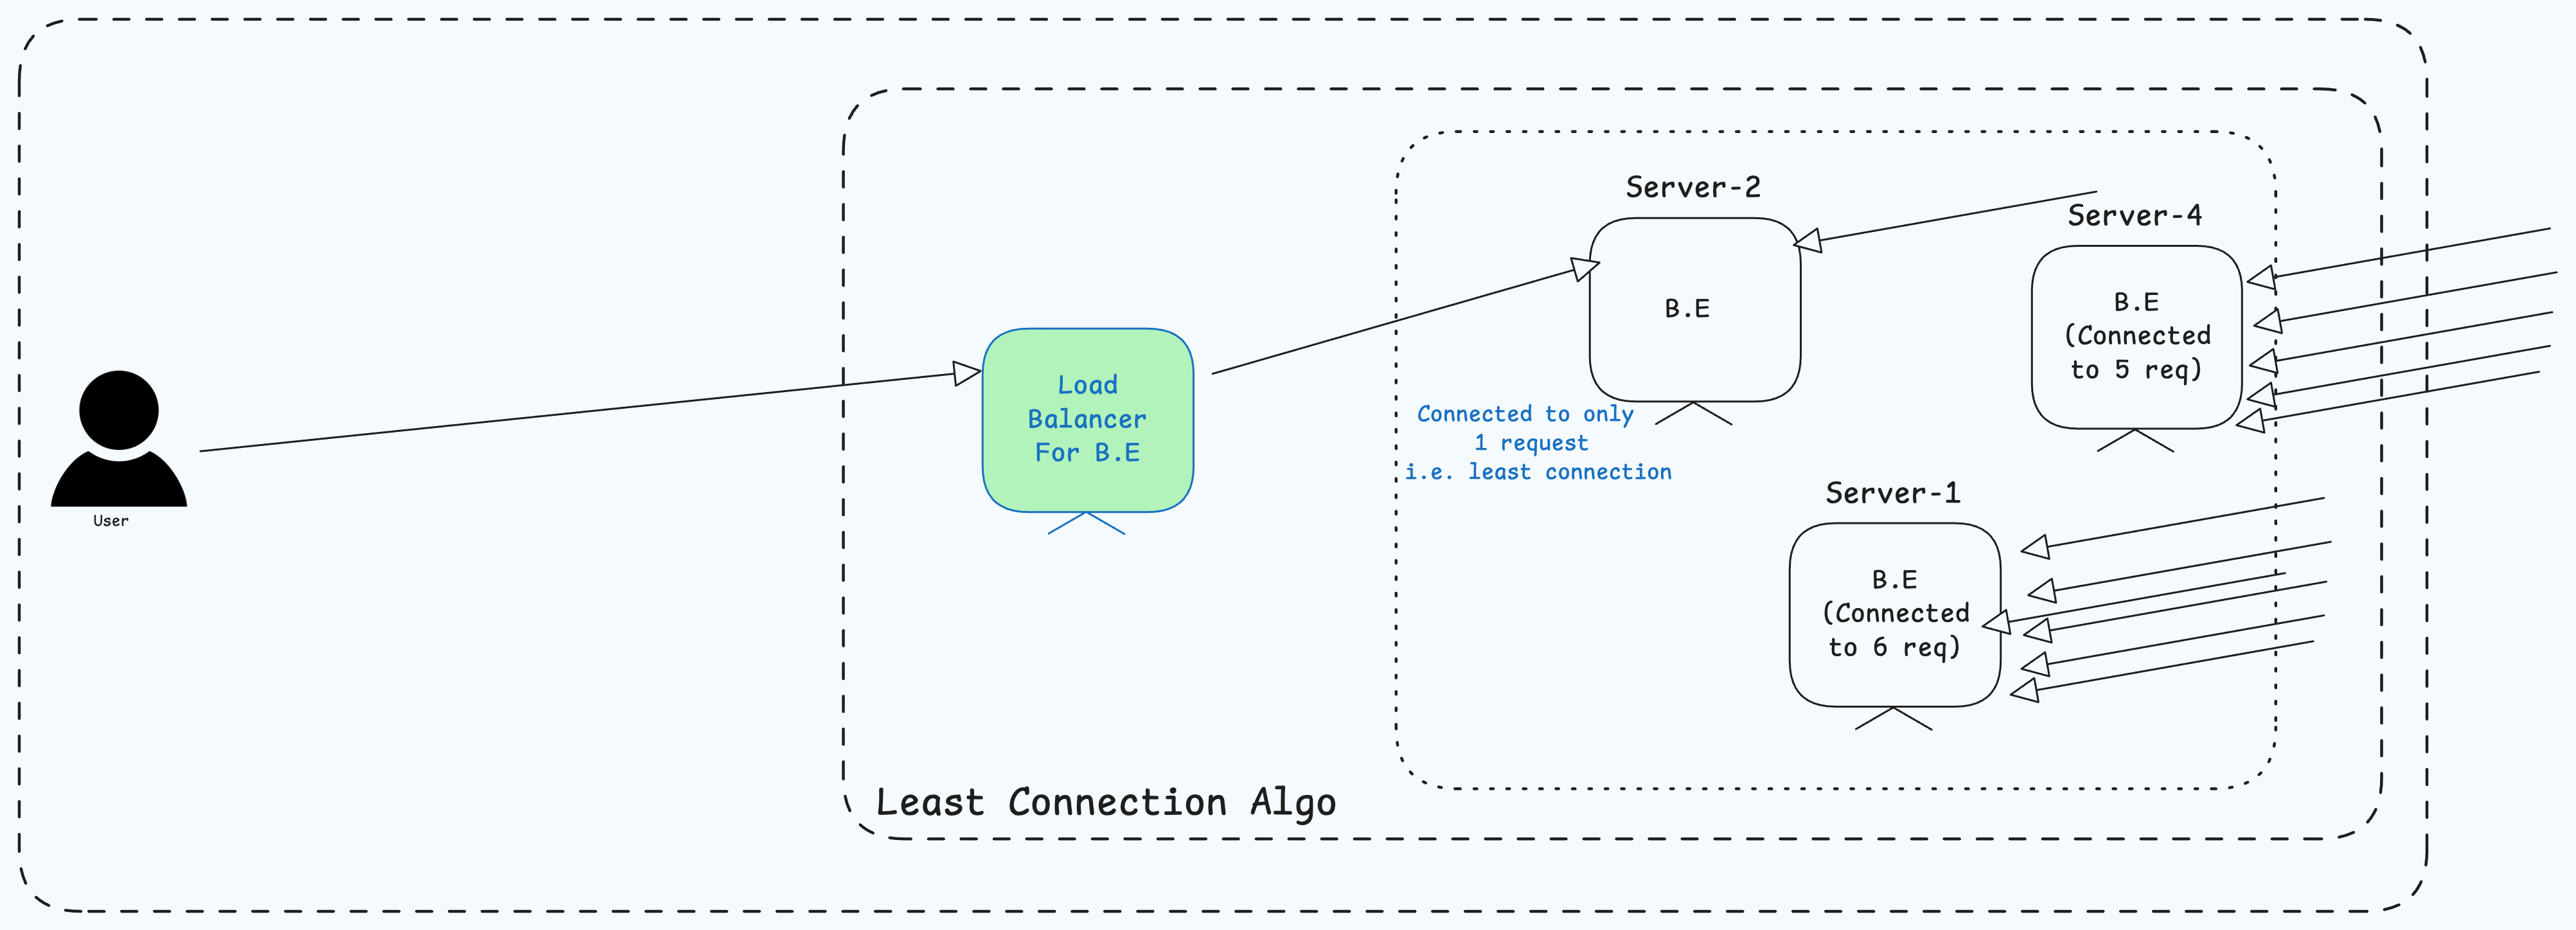 Server-2
Server-4
B.E
B.E
(Connected
to 5 req)
Load
Balancer
For B.E
Connected to only
1 request
i.e. least connection
Server-1
User
B.E
(Connected
to 6 req)
Least Connection Algo